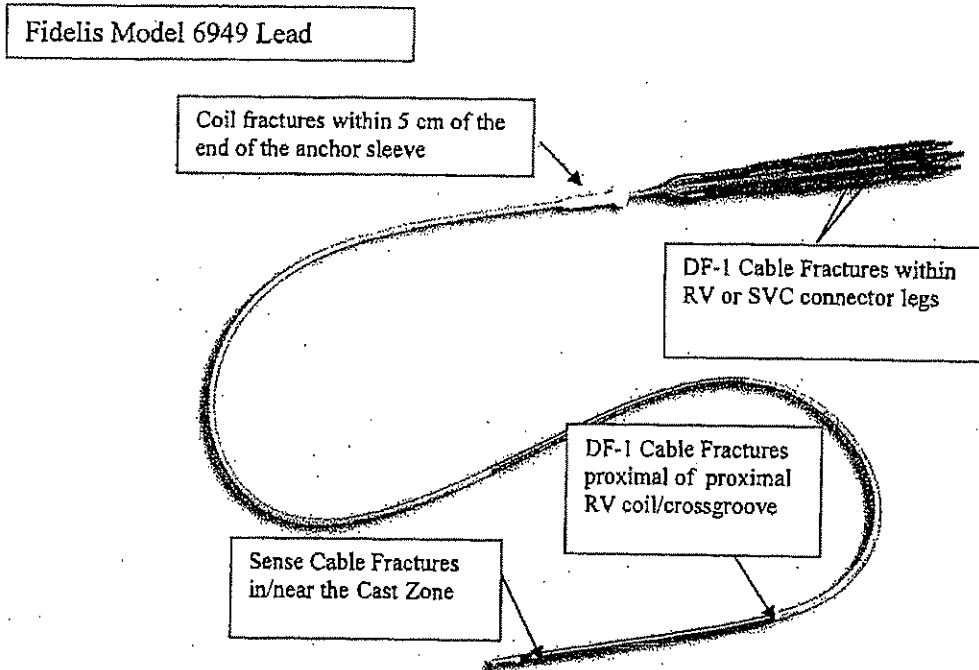 Fidelis Model 6949 Lead
Coil fractures within 5 cm of the
end of the anchor sleeve
DF-1 Cable Fractures within
RV or SVC connector legs
DF-1 Cable Fractures
proximal of proximal
RV coil/crossgroove
Sense Cable Fractures
in/near the Cast Zone